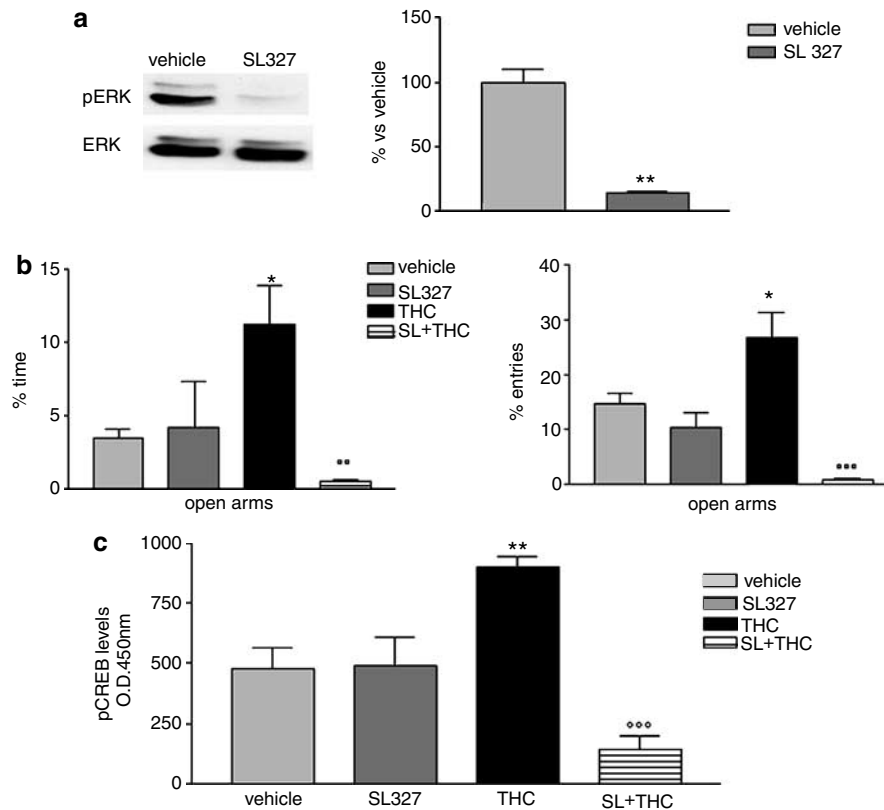 a
vehicle SL327
pERK
ERK
% vs vehicle
150
100
50
0
**
vehicle
SL 327
b
% time
15
10
5
0
*
°°
open arms
vehicle
SL327
THC
SL+THC
% entries
40
30
20
10
0
*
°°°
open arms
c
pCREB levels
O.D.450nm
1000
750
500
250
0
**
°°°
vehicle SL327 THC SL+THC
vehicle
SL327
THC
SL+THC